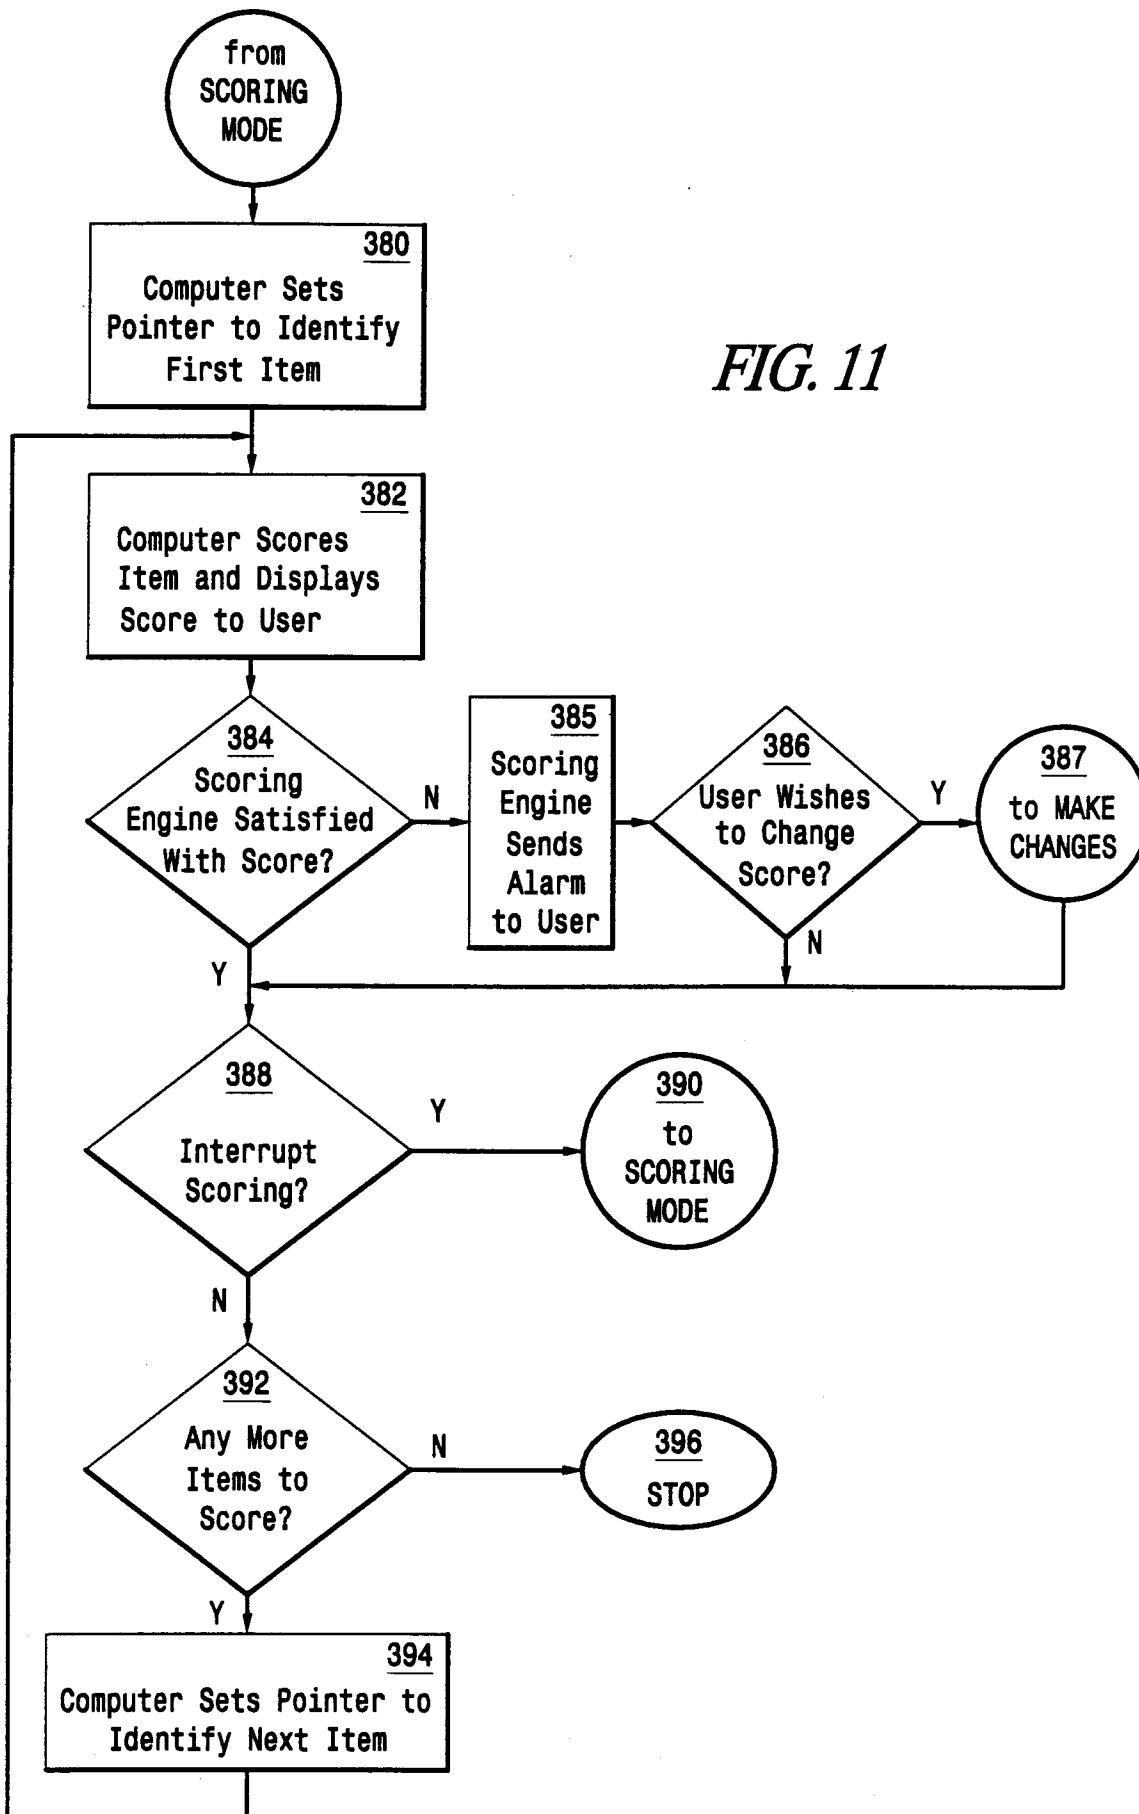 from
SCORING
MODE
380
Computer Sets
Pointer to Identify
First Item
FIG. 11
382
Computer Scores
Item and Displays
Score to User
384
Scoring
Engine Satisfied
With Score?
N
385
Scoring
Engine
Sends
Alarm
to User
386
User Wishes
to Change
Score?
Y
387
to MAKE
CHANGES
N
Y
388
Interrupt
Scoring?
Y
390
to
SCORING
MODE
N
392
Any More
Items to
Score?
N
396
STOP
Y
394
Computer Sets Pointer to
Identify Next Item